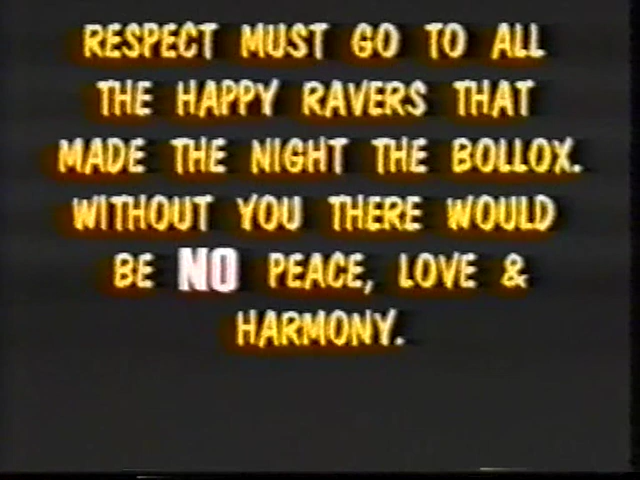 RESPECT MUST GO TO ALL
THE HAPPY RAVERS THAT
MADE THE NIGHT THE BOLLOX.
WITHOUT YOU THERE WOULD
BE NO PEACE, LOVE &
HARMONY.